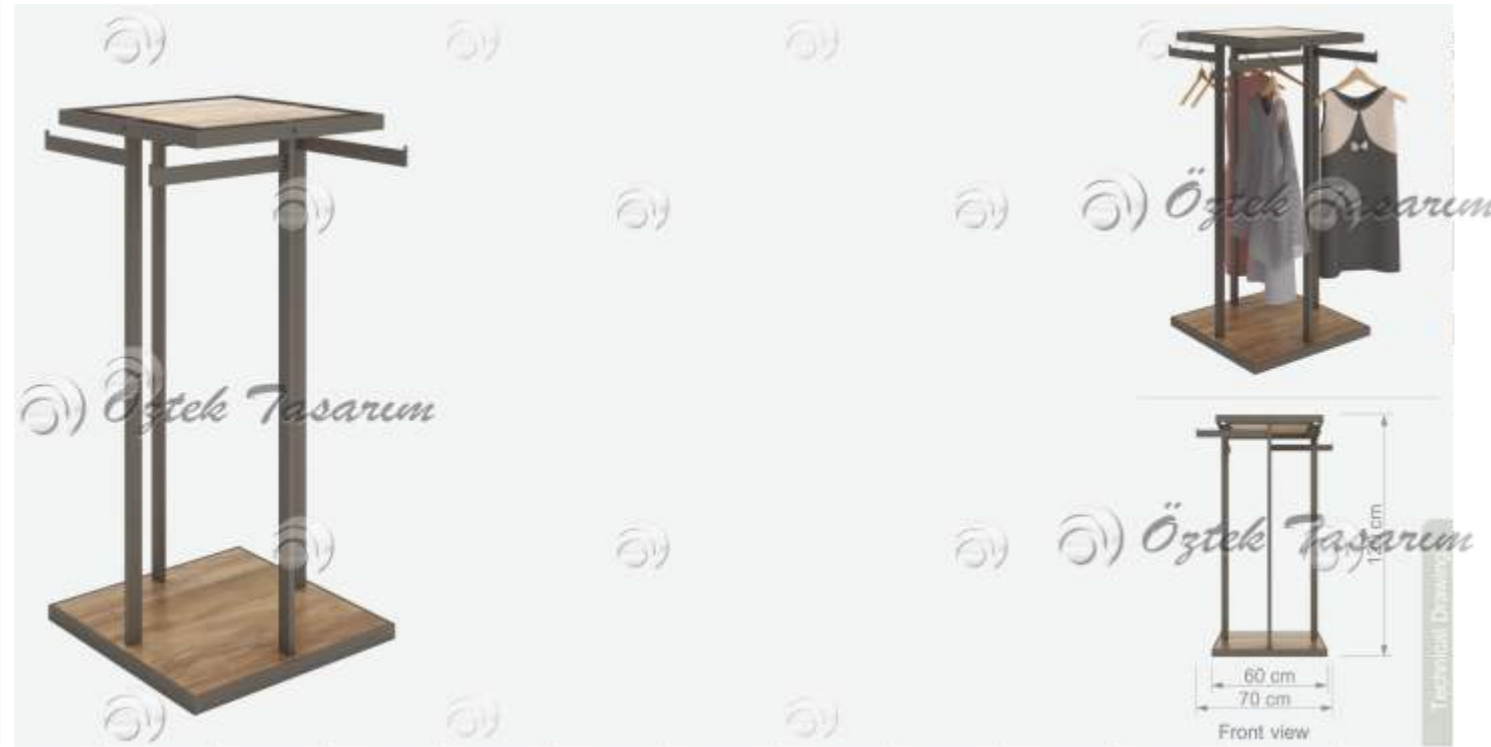 Öztek Tasarım
Öztek Tasarım
Öztek Tasarım
60 cm
70 cm
Front view
Technical Drawing